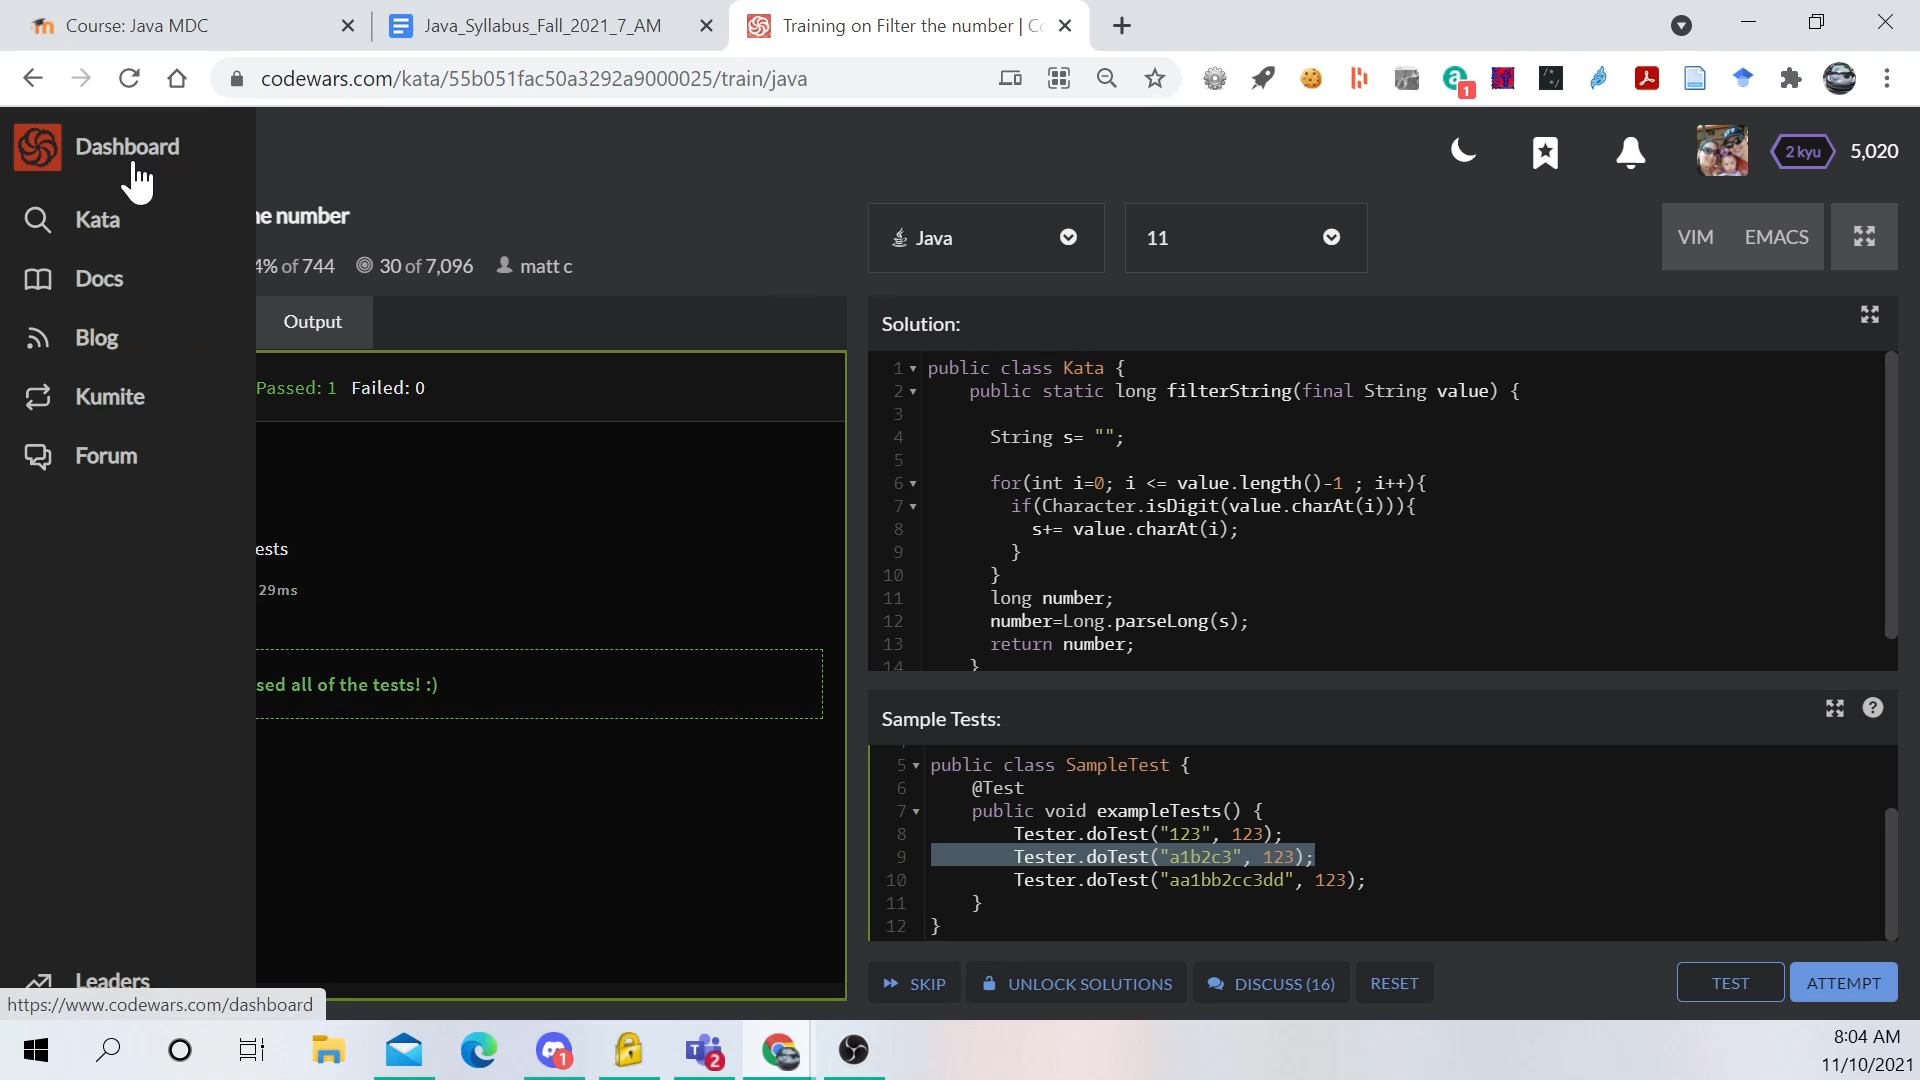 Course: Java MDC
Java_Syllabus_Fall_2021_7_AM
Training on Filter the number | Co
codewars.com/kata/55b051fac50a3292a9000025/train/java
1
Dashboard
Kata
Docs
Blog
Kumite
Forum
Leaders
https://www.codewars.com/dashboard
2 kyu
5,020
he number
4% of 744
30 of 7,096
matt c
Java
11
VIM
EMACS
Output
Passed: 1 Failed: 0
ests
29ms
sed all of the tests! :)
Solution:
1 public class Kata {
2 public static long filterString(final String value) {
3
4 String s= "";
5
6 for(int i=0; i <= value.length()-1 ; i++){
7 if(Character.isDigit(value.charAt(i))){
8 s+= value.charAt(i);
9 }
10 }
11 long number;
12 number=Long.parseLong(s);
13 return number;
14 }
Sample Tests:
5 public class SampleTest {
6 @Test
7 public void exampleTests() {
8 Tester.doTest("123", 123);
9 Tester.doTest("a1b2c3", 123);
10 Tester.doTest("aa1bb2cc3dd", 123);
11 }
12 }
SKIP
UNLOCK SOLUTIONS
DISCUSS (16)
RESET
TEST
ATTEMPT
1
2
8:04 AM
11/10/2021